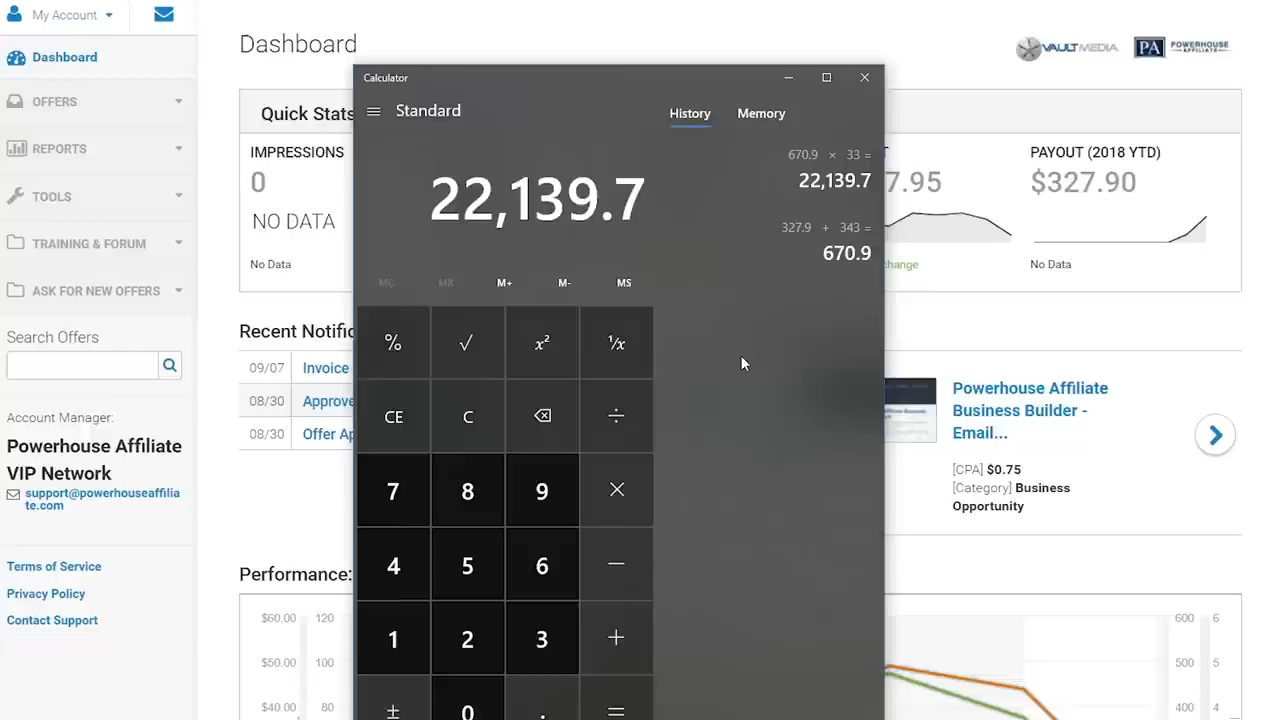 My Account
Dashboard
OFFERS
REPORTS
TOOLS
TRAINING & FORUM
ASK FOR NEW OFFERS
Search Offers
Account Manager:
Powerhouse Affiliate
VIP Network
support@powerhouseaffilia
te.com
Terms of Service
Privacy Policy
Contact Support
Dashboard
VAULTMEDIA
PA POWERHOUSE
AFFILIATE
Quick Stats
IMPRESSIONS
0
NO DATA
No Data
T
7.95
change
PAYOUT (2018 YTD)
$327.90
No Data
Recent Notific
09/07 Invoice
08/30 Approve
08/30 Offer Ap
Powerhouse Affiliate
Business Builder -
Email...
[CPA] $0.75
[Category] Business
Opportunity
Performance:
$60.00 120
$50.00 100
$40.00 80
600 6
500 5
400 4
Calculator
Standard
22,139.7
History Memory
670.9 × 33 =
22,139.7
327.9 + 343 =
670.9
MC MR M+ M- MS
% √ x² ¹/x
CE C ÷
7 8 9 ×
4 5 6 −
1 2 3 +
± 0 . =